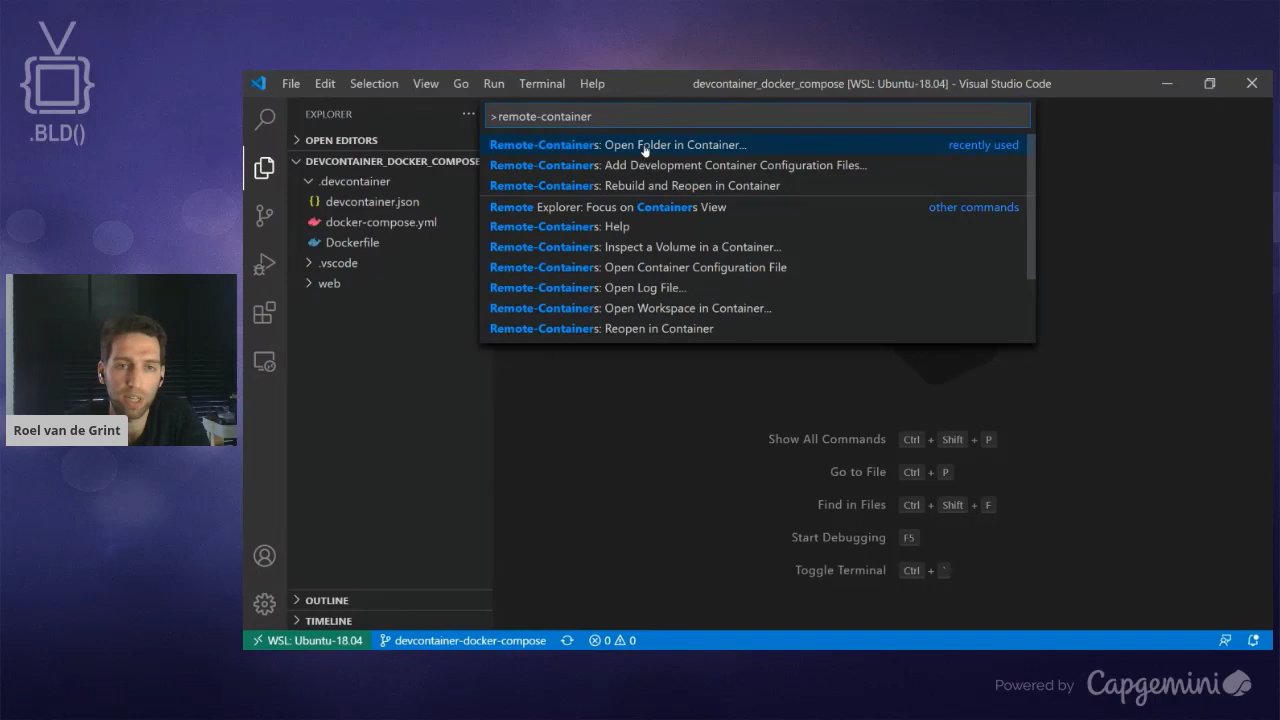 .BLD()
File Edit Selection View Go Run Terminal Help
devcontainer_docker_compose [WSL: Ubuntu-18.04] - Visual Studio Code
EXPLORER
OPEN EDITORS
DEVCONTAINER_DOCKER_COMPOSE
.devcontainer
devcontainer.json
docker-compose.yml
Dockerfile
.vscode
web
OUTLINE
TIMELINE
>remote-container
Remote-Containers: Open Folder in Container... recently used
Remote-Containers: Add Development Container Configuration Files...
Remote-Containers: Rebuild and Reopen in Container
Remote Explorer: Focus on Containers View other commands
Remote-Containers: Help
Remote-Containers: Inspect a Volume in a Container...
Remote-Containers: Open Container Configuration File
Remote-Containers: Open Log File...
Remote-Containers: Open Workspace in Container...
Remote-Containers: Reopen in Container
Show All Commands Ctrl + Shift + P
Go to File Ctrl + P
Find in Files Ctrl + Shift + F
Start Debugging F5
Toggle Terminal Ctrl + `
WSL: Ubuntu-18.04 devcontainer-docker-compose 0 0
Roel van de Grint
Powered by Capgemini